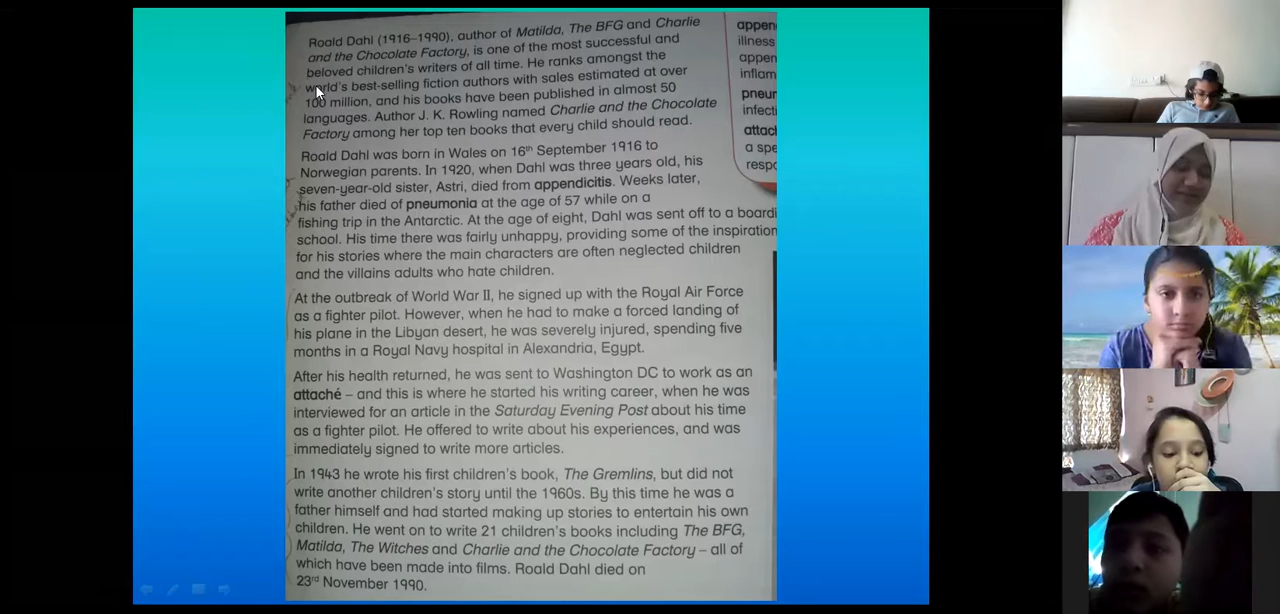 Roald Dahl (1916–1990), author of Matilda, The BFG and Charlie
and the Chocolate Factory, is one of the most successful and
beloved children's writers of all time. He ranks amongst the
world's best-selling fiction authors with sales estimated at over
100 million, and his books have been published in almost 50
languages. Author J. K. Rowling named Charlie and the Chocolate
Factory among her top ten books that every child should read.
Roald Dahl was born in Wales on 16th September 1916 to
Norwegian parents. In 1920, when Dahl was three years old, his
seven-year-old sister, Astri, died from appendicitis. Weeks later,
his father died of pneumonia at the age of 57 while on a
fishing trip in the Antarctic. At the age of eight, Dahl was sent off to a boardi
school. His time there was fairly unhappy, providing some of the inspiration
for his stories where the main characters are often neglected children
and the villains adults who hate children.
At the outbreak of World War II, he signed up with the Royal Air Force
as a fighter pilot. However, when he had to make a forced landing of
his plane in the Libyan desert, he was severely injured, spending five
months in a Royal Navy hospital in Alexandria, Egypt.
After his health returned, he was sent to Washington DC to work as an
attaché – and this is where he started his writing career, when he was
interviewed for an article in the Saturday Evening Post about his time
as a fighter pilot. He offered to write about his experiences, and was
immediately signed to write more articles.
In 1943 he wrote his first children's book, The Gremlins, but did not
write another children's story until the 1960s. By this time he was a
father himself and had started making up stories to entertain his own
children. He went on to write 21 children's books including The BFG,
Matilda, The Witches and Charlie and the Chocolate Factory – all of
which have been made into films. Roald Dahl died on
23rd November 1990.
appen
illness
appen
inflam
pneur
infecti
attach
a spe
respo